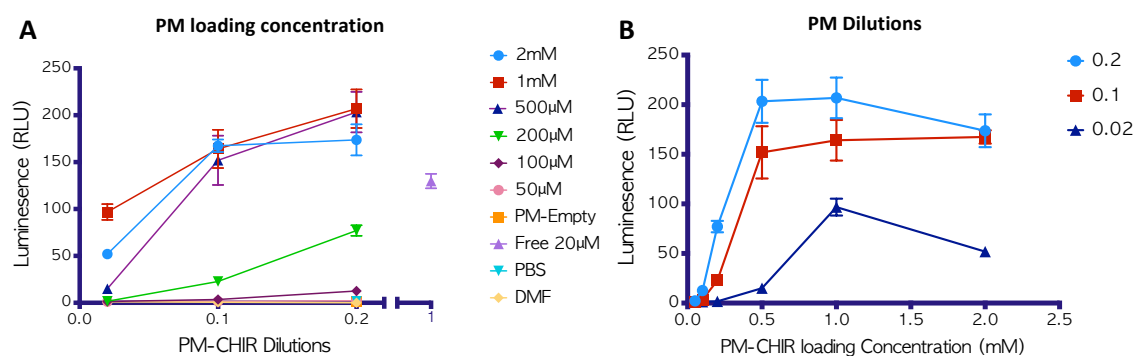 PM loading concentration
A
Luminesence (RLU)
250
200
150
100
50
0
0.0
0.1
0.2
1
PM-CHIR Dilutions
2mM
1mM
500µM
200µM
100µM
50µM
PM-Empty
Free 20µM
PBS
DMF
PM Dilutions
B
Luminesence (RLU)
250
200
150
100
50
0
0.0
0.5
1.0
1.5
2.0
2.5
PM-CHIR loading Concentration (mM)
0.2
0.1
0.02